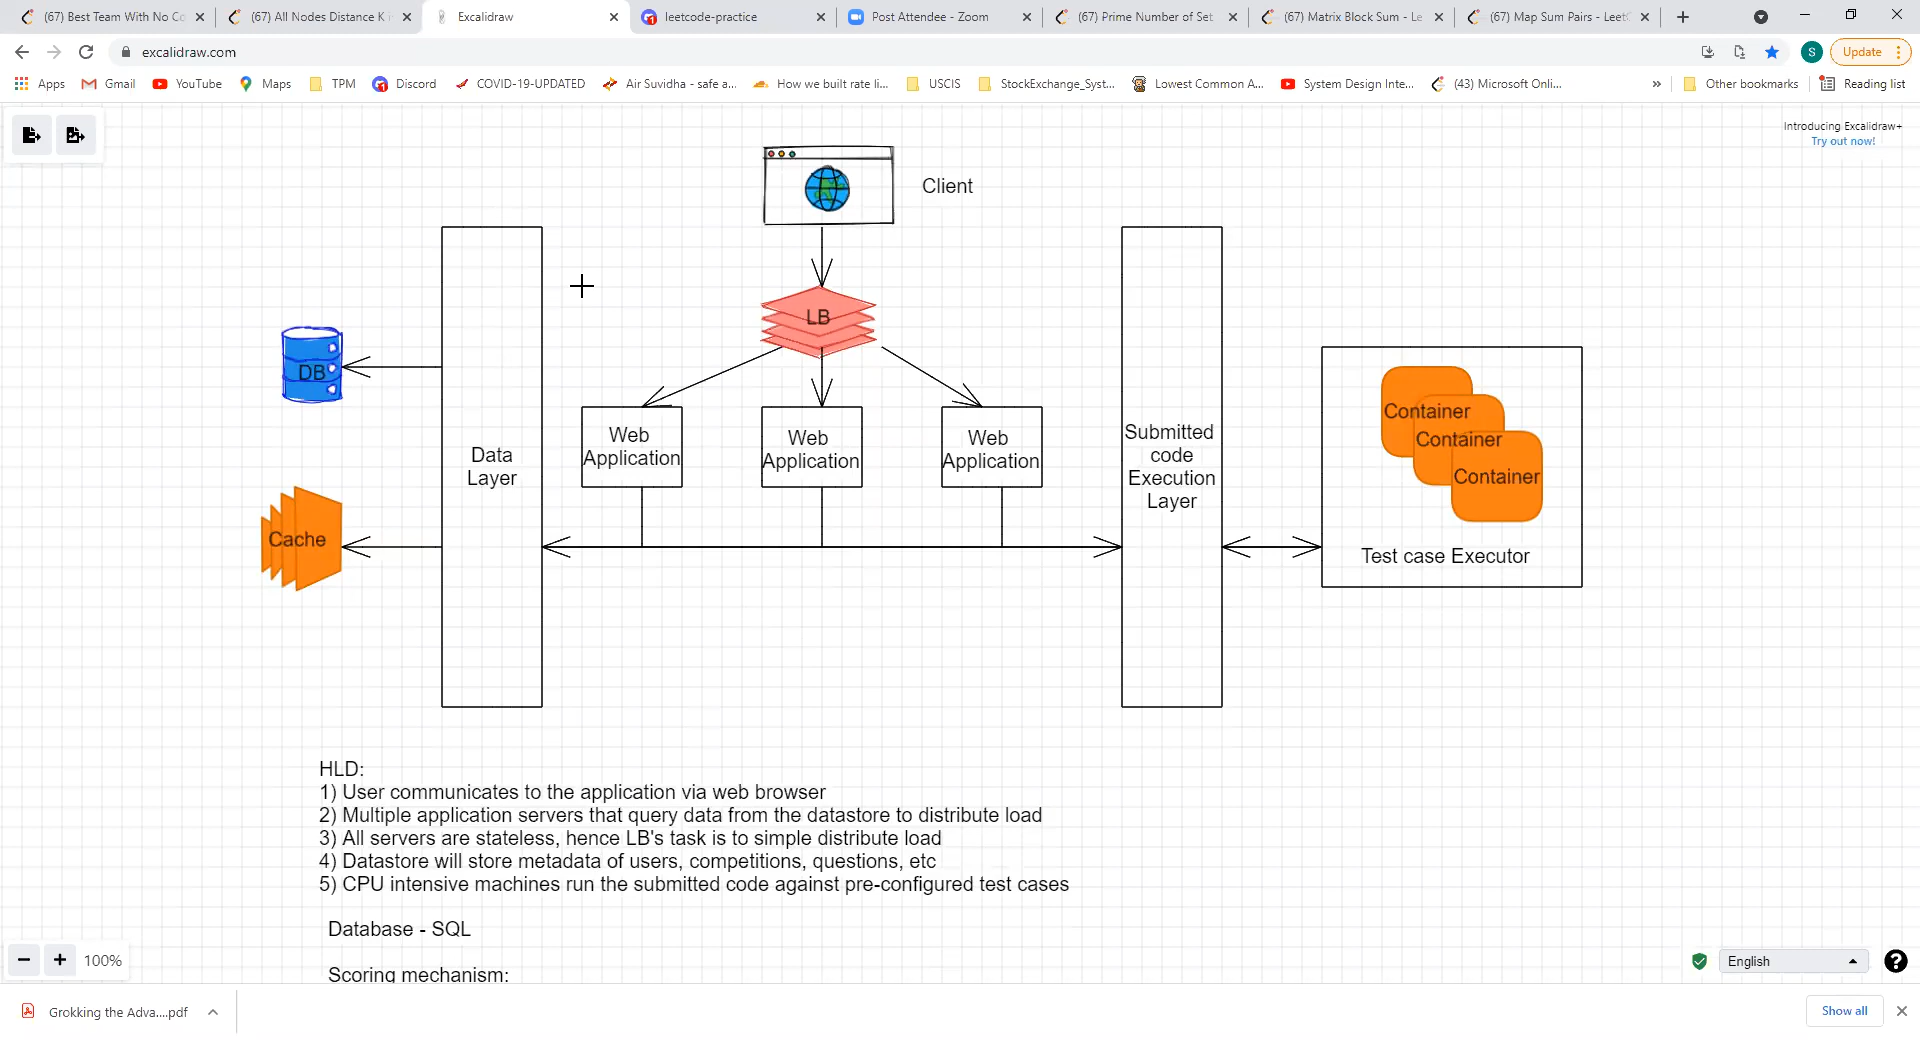 (67) Best Team With No Co
(67) All Nodes Distance K i
Excalidraw
leetcode-practice
Post Attendee - Zoom
(67) Prime Number of Set
(67) Matrix Block Sum - Le
(67) Map Sum Pairs - LeetC
excalidraw.com
S
Update
Apps
Gmail
YouTube
Maps
TPM
Discord
COVID-19-UPDATED
Air Suvidha - safe a...
How we built rate li...
USCIS
StockExchange_Syst...
Lowest Common A...
System Design Inte...
(43) Microsoft Onli...
»
Other bookmarks
Reading list
Introducing Excalidraw+
Try out now!
Client
LB
DB
Cache
Data
Layer
Web
Application
Web
Application
Web
Application
Submitted
code
Execution
Layer
Container
Container
Container
Test case Executor
HLD:
1) User communicates to the application via web browser
2) Multiple application servers that query data from the datastore to distribute load
3) All servers are stateless, hence LB's task is to simple distribute load
4) Datastore will store metadata of users, competitions, questions, etc
5) CPU intensive machines run the submitted code against pre-configured test cases
Database - SQL
Scoring mechanism:
100%
English
Grokking the Adva....pdf
Show all